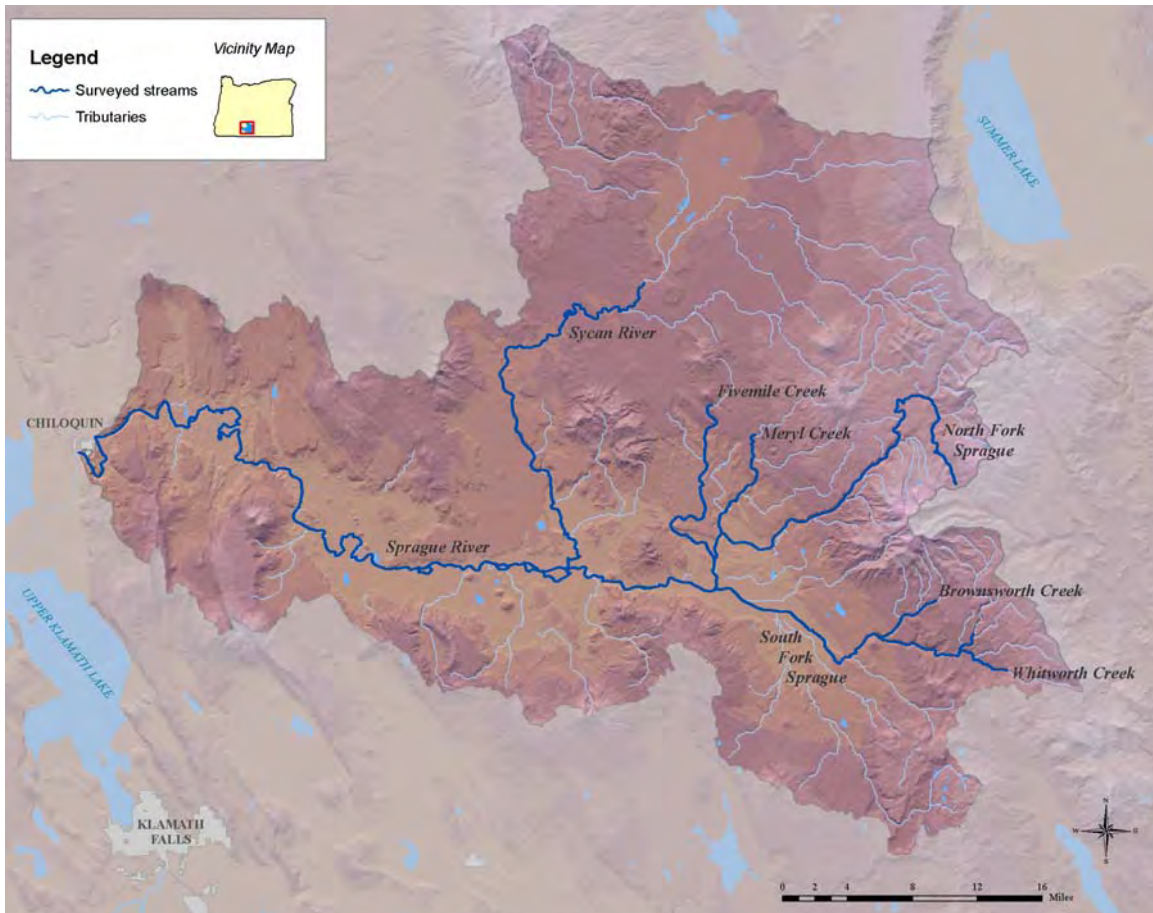 Legend
Surveyed streams
Tributaries
Vicinity Map
SUMMER LAKE
Sycan River
Fivemile Creek
Meryl Creek
North Fork
Sprague
CHILOQUIN
Sprague River
Brownsworth Creek
South
Fork
Sprague
Whitworth Creek
UPPER KLAMATH LAKE
KLAMATH
FALLS
N
W
E
S
0 2 4 8 12 16
Miles